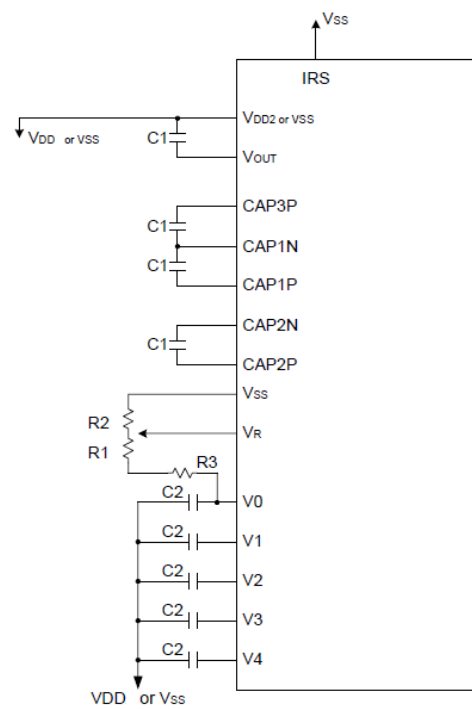 VSS
IRS
VDD2 or VSS
VDD or VSS
C1
VOUT
CAP3P
C1
CAP1N
C1
CAP1P
CAP2N
C1
CAP2P
VSS
R2
VR
R1
R3
C2
V0
C2
V1
C2
V2
C2
V3
C2
V4
VDD or VSS